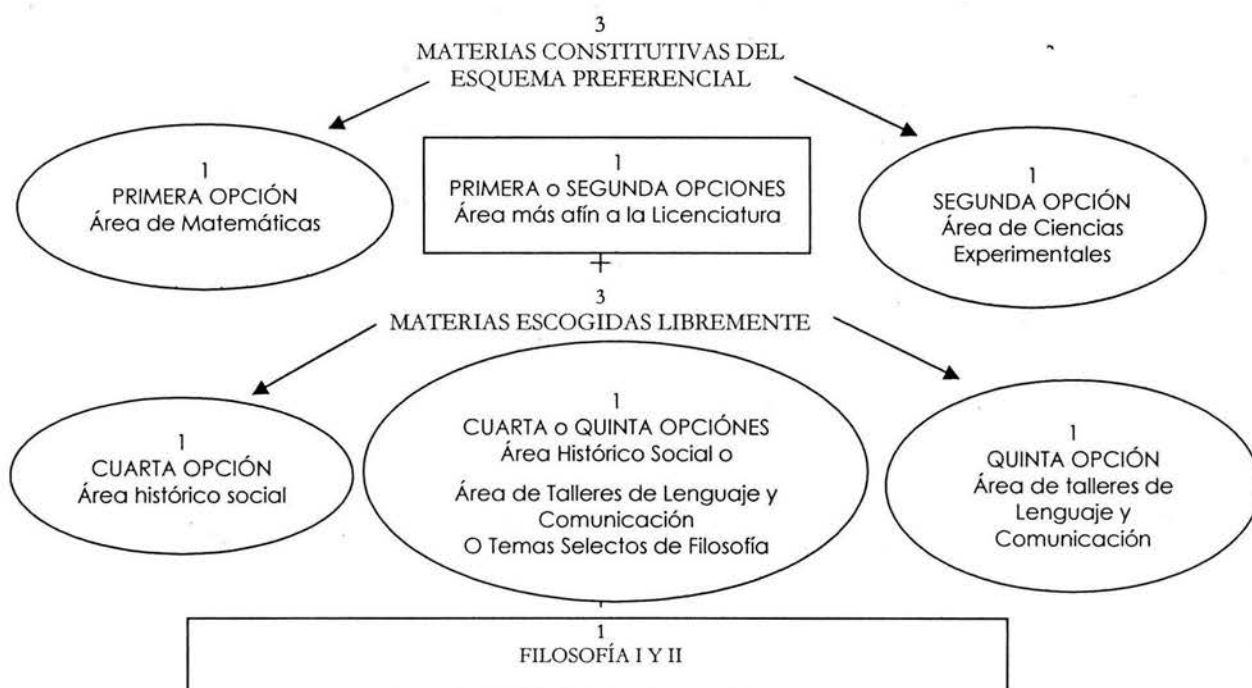 3
MATERIAS CONSTITUTIVAS DEL
ESQUEMA PREFERENCIAL
1
PRIMERA OPCIÓN
Área de Matemáticas
1
PRIMERA o SEGUNDA OPCIONES
Área más afín a la Licenciatura
1
SEGUNDA OPCIÓN
Área de Ciencias
Experimentales
+
3
MATERIAS ESCOGIDAS LIBREMENTE
1
CUARTA OPCIÓN
Área histórico social
1
CUARTA o QUINTA OPCIÓNES
Área Histórico Social o
Área de Talleres de Lenguaje y
Comunicación
O Temas Selectos de Filosofía
1
QUINTA OPCIÓN
Área de talleres de
Lenguaje y
Comunicación
1
FILOSOFÍA I Y II